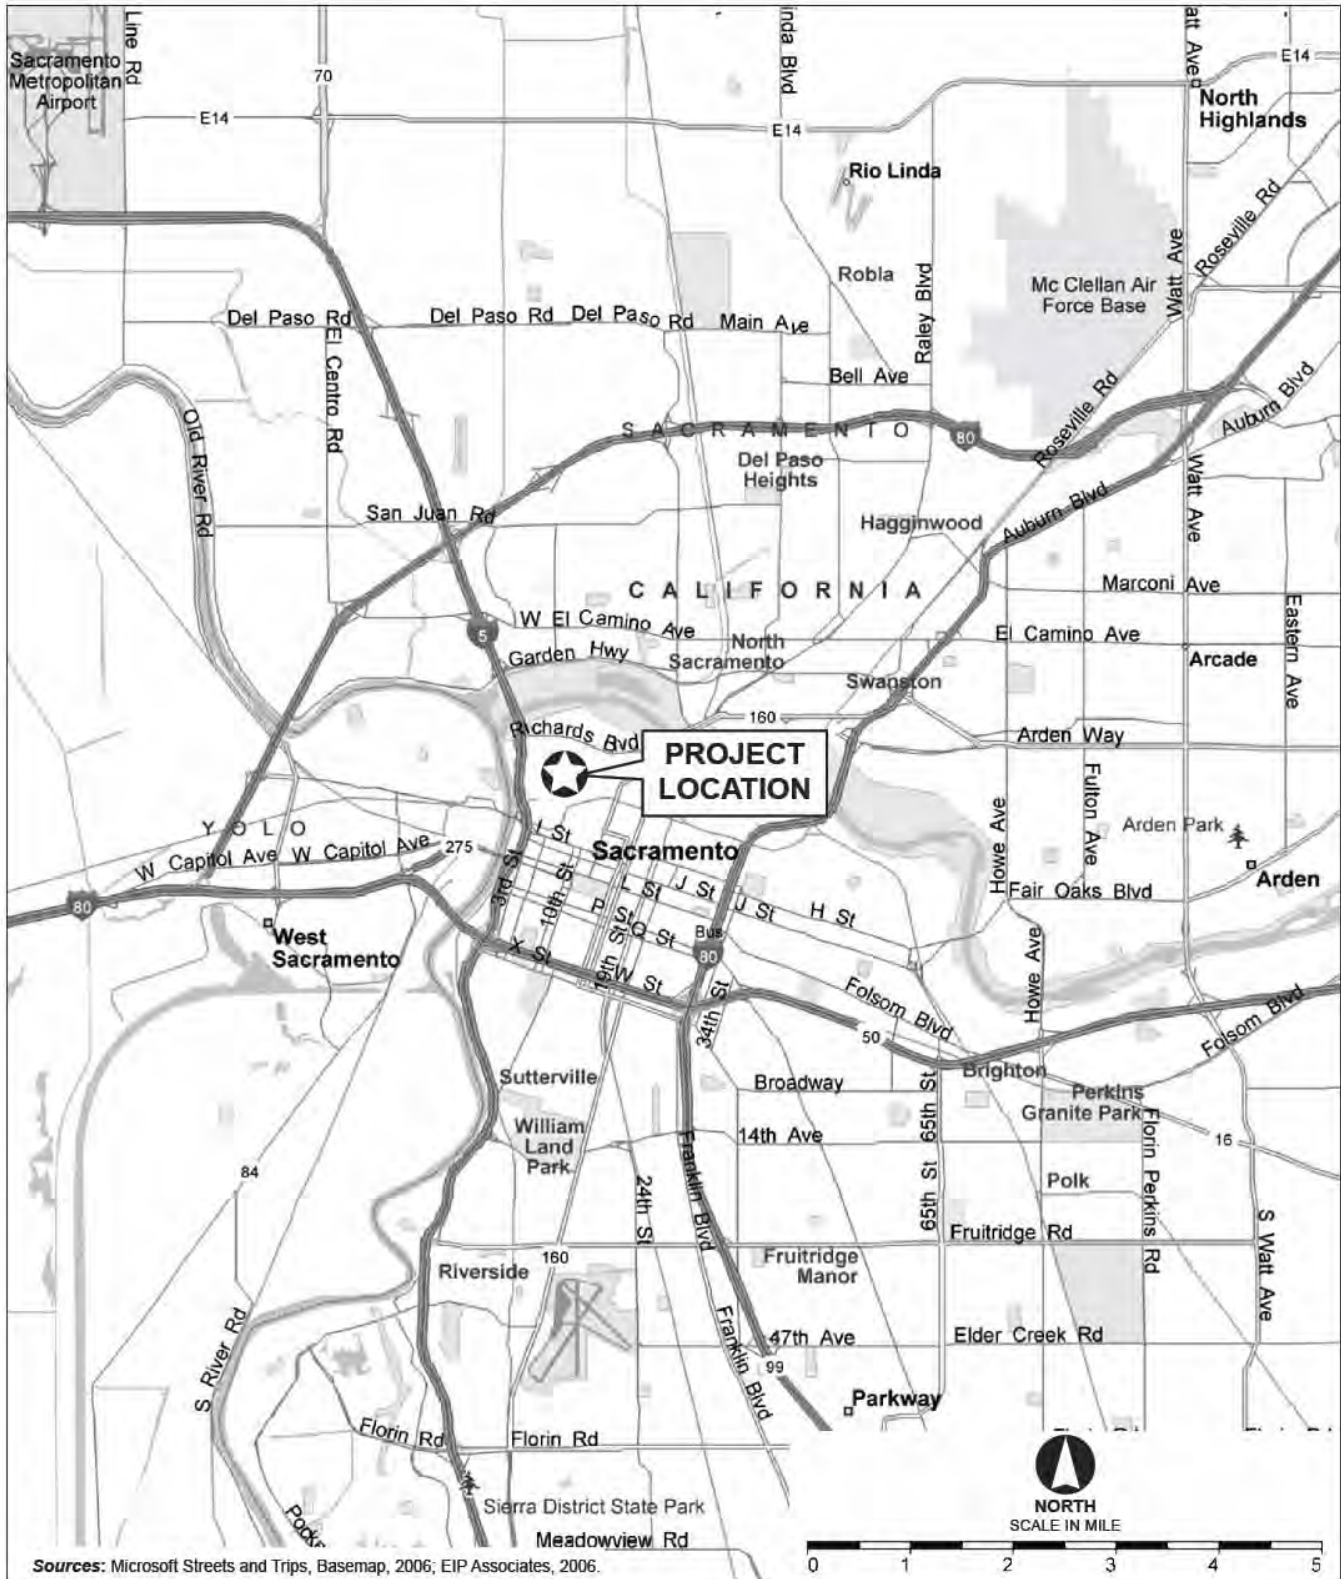 Line Rd
Sacramento
Metropolitan
Airport
70
inda Blvd
att Ave
E14
North
Highlands
E14
E14
Rio Linda
Roseville Rd
Watt Ave
Robla
Raley Blvd
Mc Clellan Air
Force Base
Del Paso Rd
Del Paso Rd
Del Paso Rd
Main Ave
El Centro Rd
Bell Ave
Roseville Rd
Auburn Blvd
Old River Rd
SACRAMENTO
80
Del Paso
Heights
Watt Ave
San Juan Rd
Hagginwood
Auburn Blvd
CALIFORNIA
Marconi Ave
Eastern Ave
5
W El Camino Ave
El Camino Ave
North
Sacramento
Garden Hwy
Arcade
Swanston
160
Richards Bvd
Arden Way
PROJECT
LOCATION
Fulton Ave
Howe Ave
YOLO
Arden Park
I St
W Capitol Ave
W Capitol Ave
275
Sacramento
3rd St
10th St
L St
J St
J St
H St
Fair Oaks Blvd
Arden
80
P St
Q St
Bus
80
West
Sacramento
X St
19th St
W St
34th St
Howe Ave
Folsom Blvd
Folsom Blvd
50
Sutterville
Broadway
65th St
Brighton
Perkins
Granite Park
William
Land
Park
14th Ave
Franklin Blvd
Florin Perkins Rd
16
84
24th St
65th St
Polk
S Watt Ave
Fruitridge Rd
160
Riverside
Fruitridge
Manor
S River Rd
Franklin Blvd
47th Ave
Elder Creek Rd
99
Parkway
Florin Rd
Florin Rd
NORTH
SCALE IN MILE
Sierra District State Park
Meadowview Rd
0 1 2 3 4 5
Sources: Microsoft Streets and Trips, Basemap, 2006; EIP Associates, 2006.